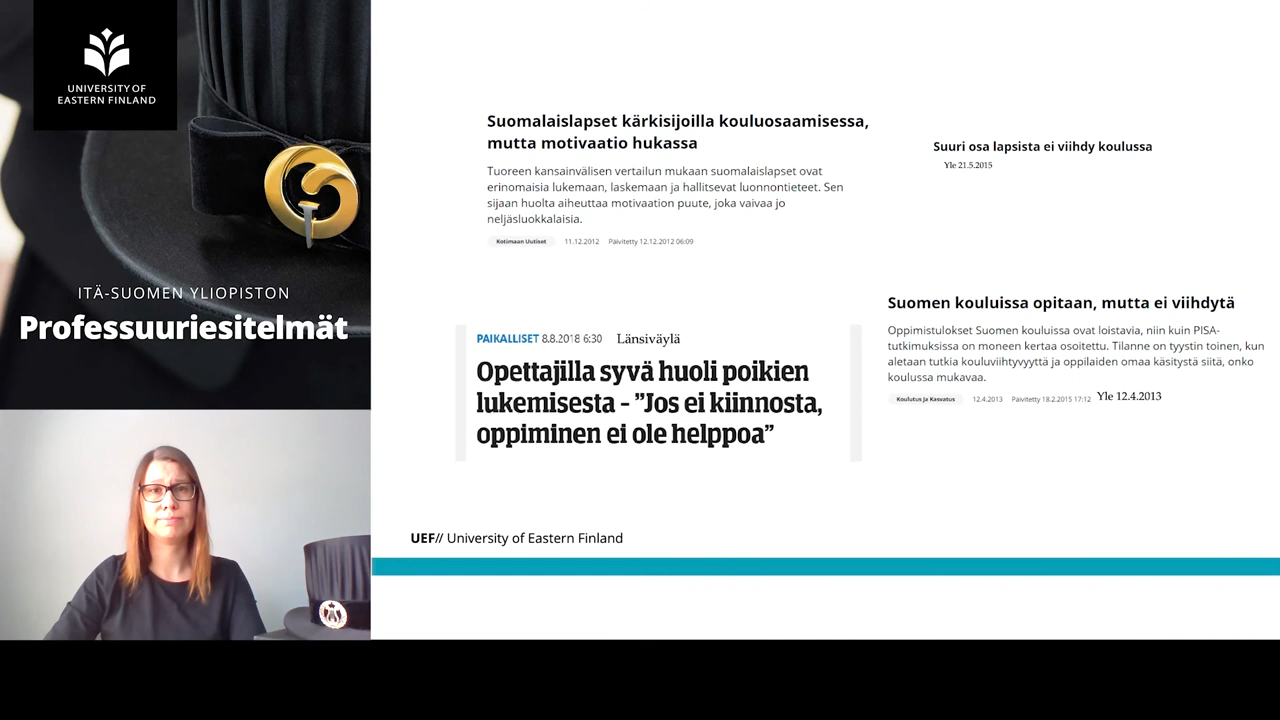 UNIVERSITY OF
EASTERN FINLAND
ITÄ-SUOMEN YLIOPISTON
Professuuriesitelmät
Suomalaislapset kärkisijoilla kouluosaamisessa,
mutta motivaatio hukassa
Tuoreen kansainvälisen vertailun mukaan suomalaislapset ovat
erinomaisia lukemaan, laskemaan ja hallitsevat luonnontieteet. Sen
sijaan huolta aiheuttaa motivaation puute, joka vaivaa jo
neljäsluokkalaisia.
Kotimaan Uutiset 11.12.2012 Päivitetty 12.12.2012 06:09
Suuri osa lapsista ei viihdy koulussa
Yle 21.5.2015
PAIKALLISET 8.8.2018 6:30 Länsiväylä
Opettajilla syvä huoli poikien
lukemisesta - ”Jos ei kiinnosta,
oppiminen ei ole helppoa”
Suomen kouluissa opitaan, mutta ei viihdytä
Oppimistulokset Suomen kouluissa ovat loistavia, niin kuin PISA-
tutkimuksissa on moneen kertaa osoitettu. Tilanne on tyystin toinen, kun
aletaan tutkia kouluviihtyvyyttä ja oppilaiden omaa käsitystä siitä, onko
koulussa mukavaa.
Koulutus ja Kasvatus 12.4.2013 Päivitetty 18.2.2015 17:12 Yle 12.4.2013
UEF// University of Eastern Finland